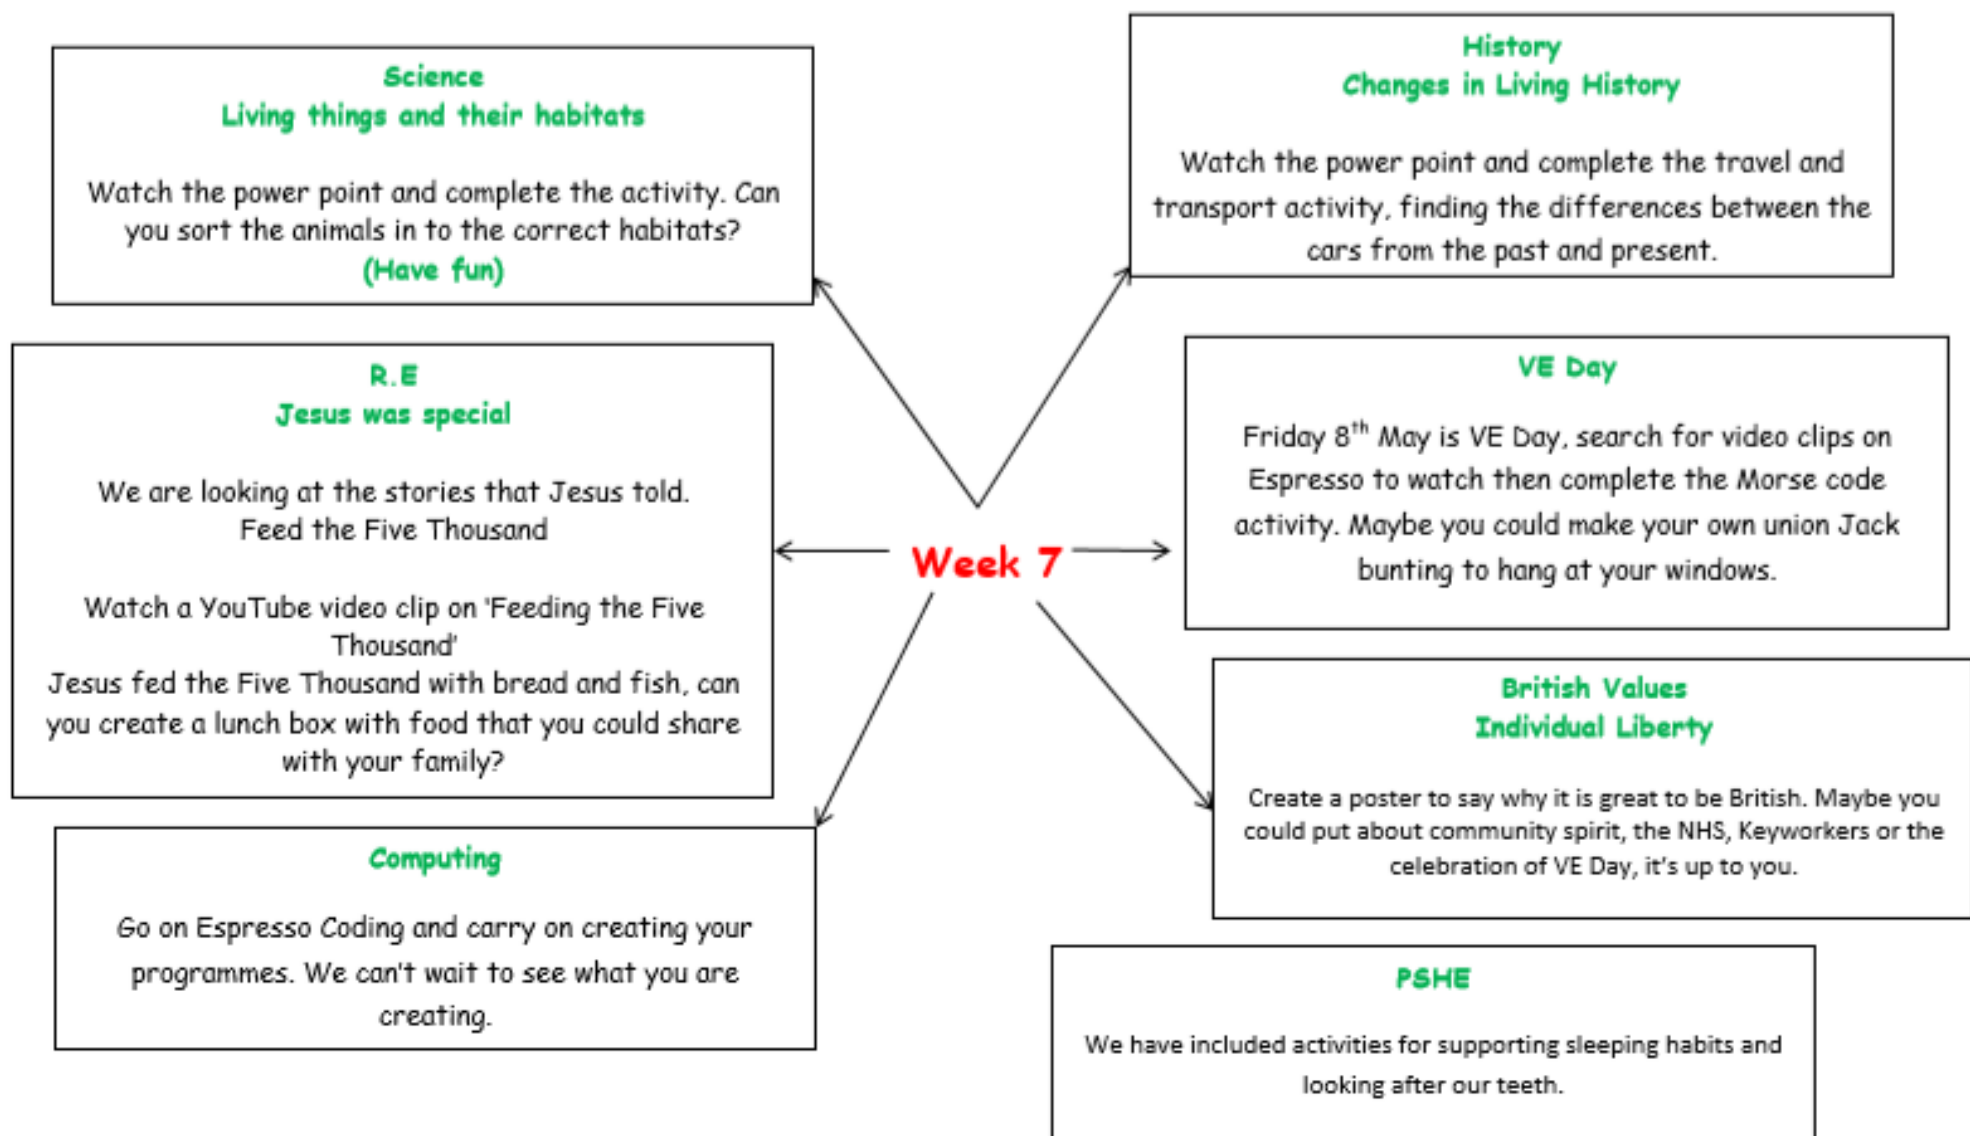 Science
Living things and their habitats
Watch the power point and complete the activity. Can
you sort the animals in to the correct habitats?
(Have fun)
R.E
Jesus was special
We are looking at the stories that Jesus told.
Feed the Five Thousand
Watch a YouTube video clip on 'Feeding the Five
Thousand'
Jesus fed the Five Thousand with bread and fish, can
you create a lunch box with food that you could share
with your family?
Computing
Go on Espresso Coding and carry on creating your
programmes. We can't wait to see what you are
creating.
Week 7
History
Changes in Living History
Watch the power point and complete the travel and
transport activity, finding the differences between the
cars from the past and present.
VE Day
Friday 8th May is VE Day, search for video clips on
Espresso to watch then complete the Morse code
activity. Maybe you could make your own union Jack
bunting to hang at your windows.
British Values
Individual Liberty
Create a poster to say why it is great to be British. Maybe you
could put about community spirit, the NHS, Keyworkers or the
celebration of VE Day, it's up to you.
PSHE
We have included activities for supporting sleeping habits and
looking after our teeth.